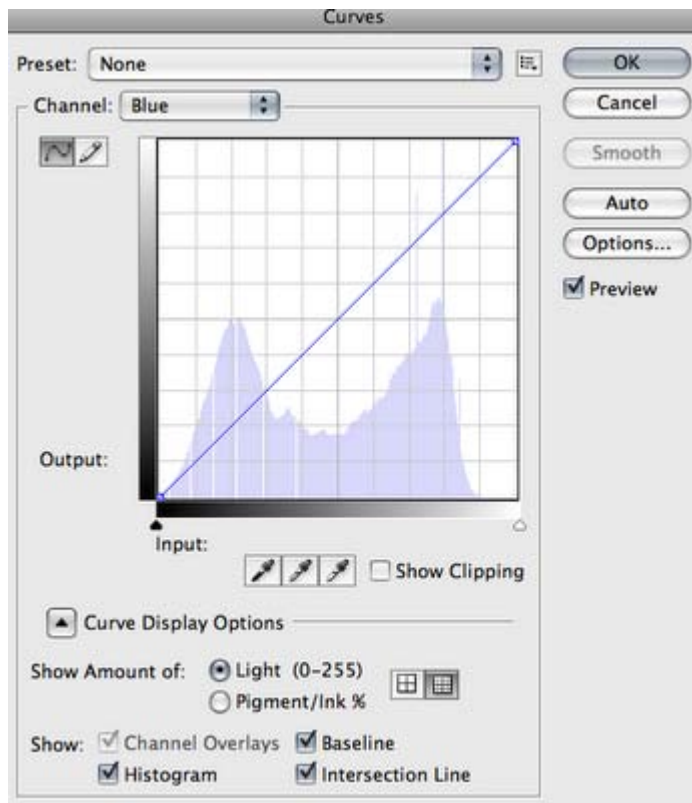 Curves
Preset: None
OK
Channel: Blue
Cancel
Smooth
Auto
Options...
Preview
Output:
Input:
Show Clipping
Curve Display Options
Show Amount of: Light (0-255)
Pigment/Ink %
Show: Channel Overlays Baseline
Histogram Intersection Line